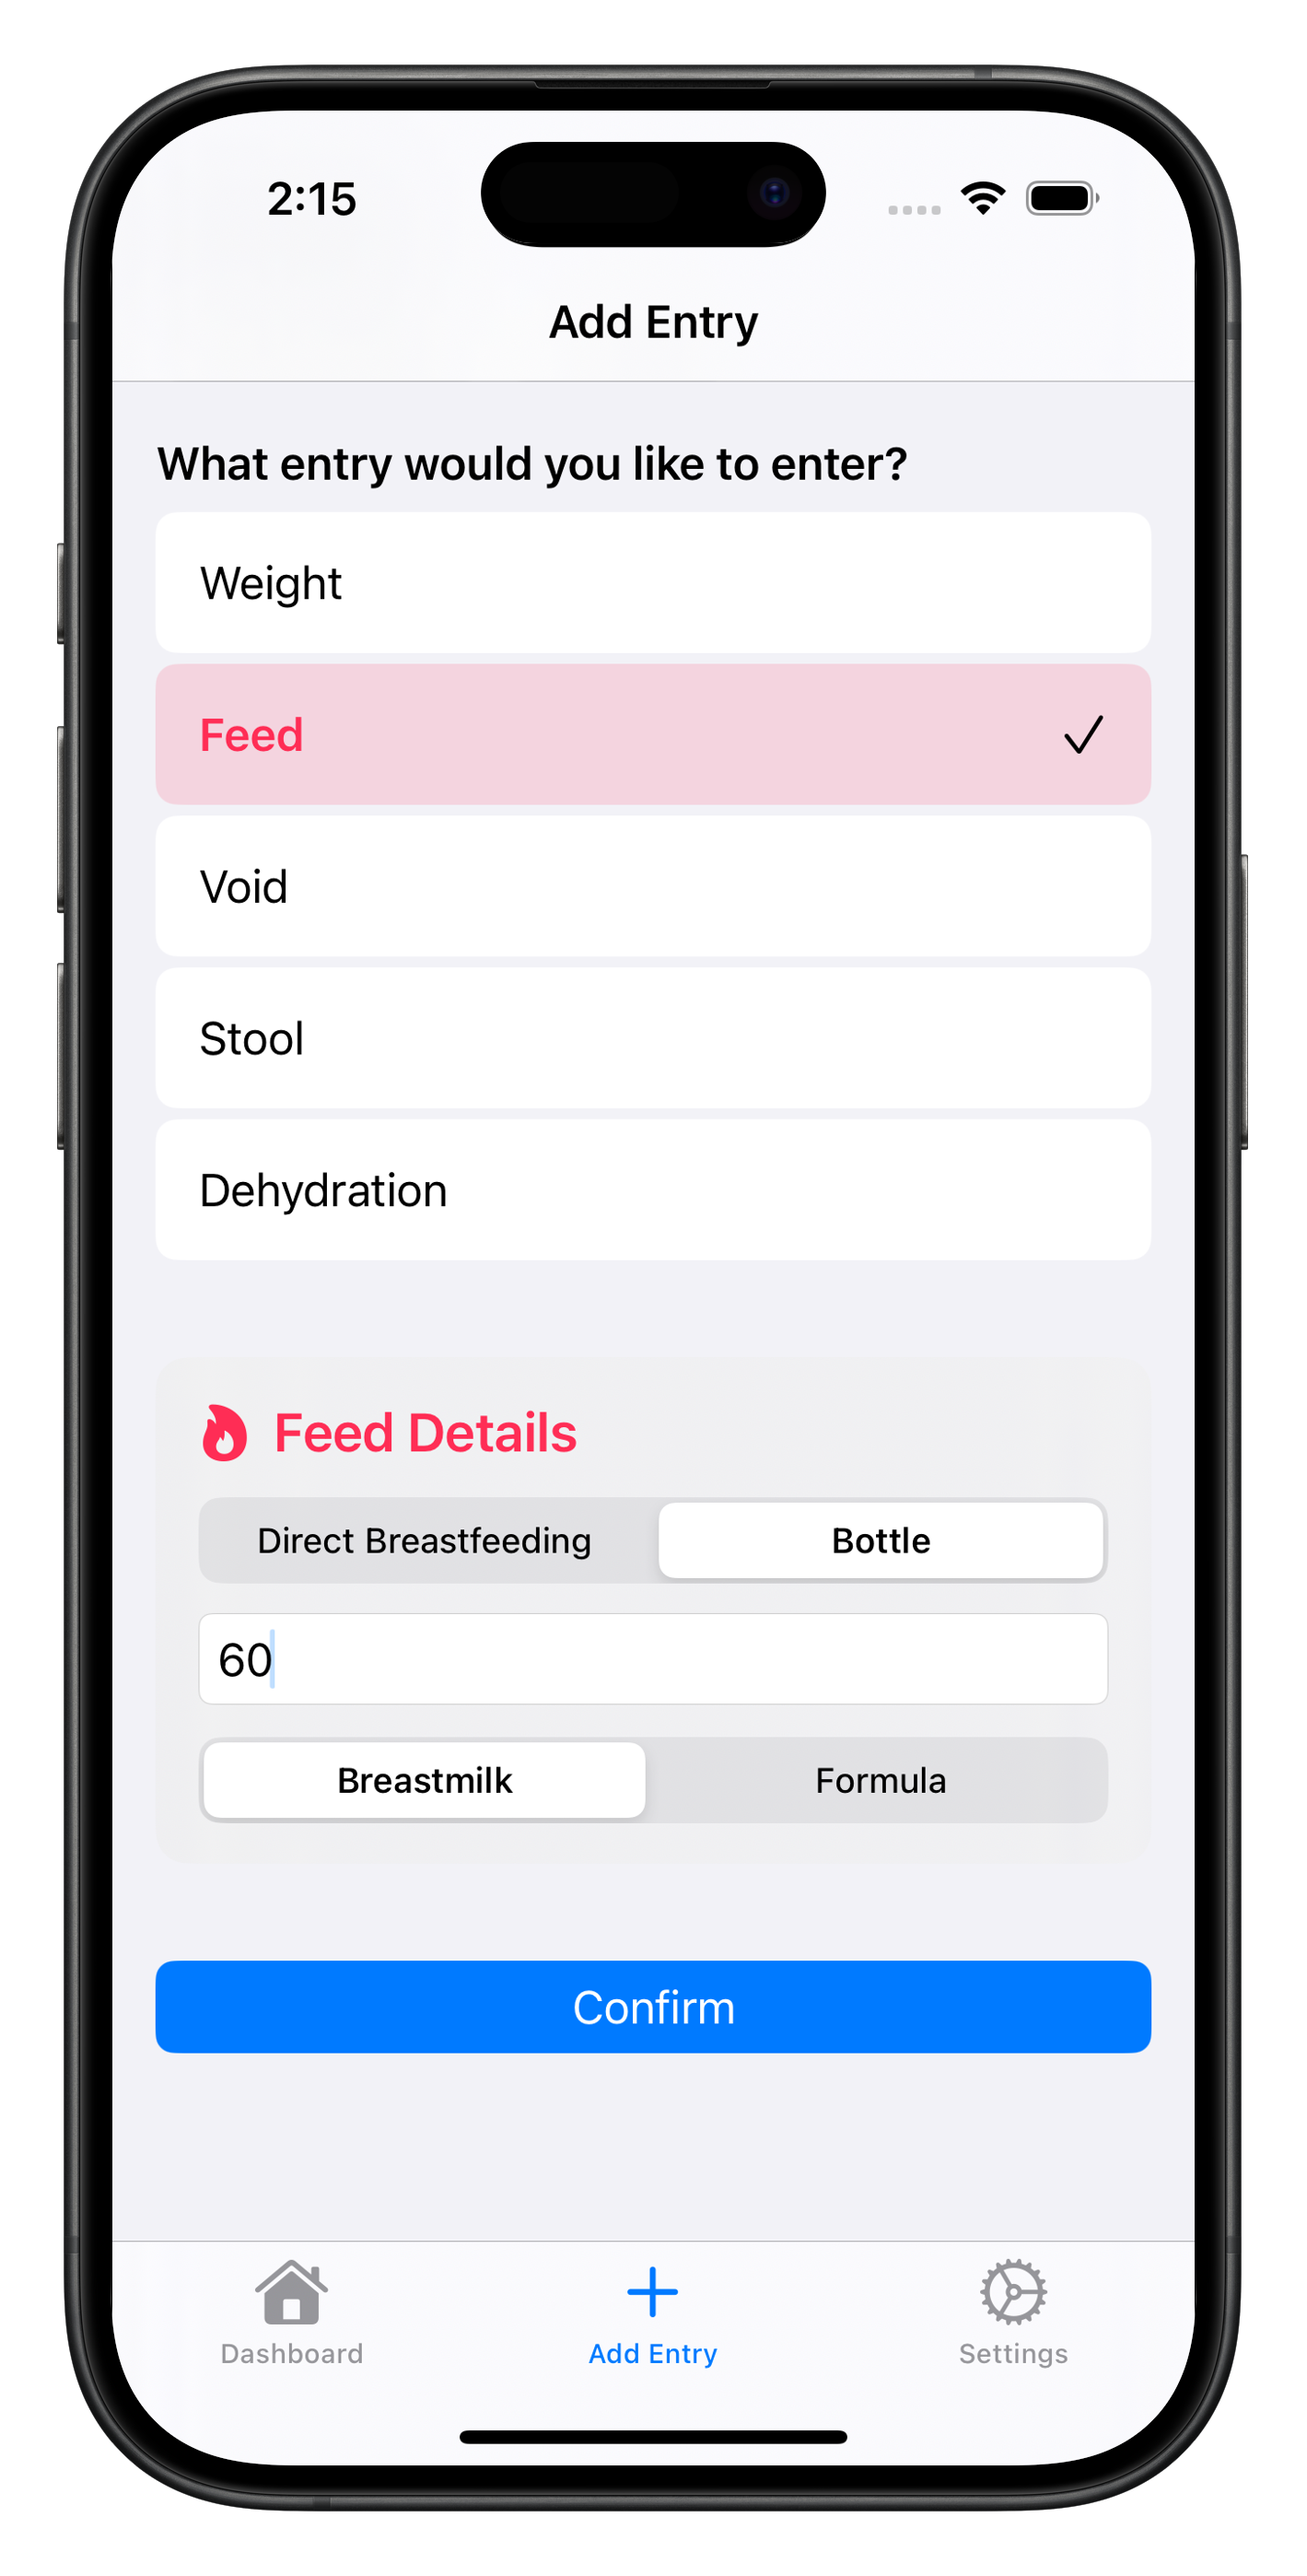 2:15
Add Entry
What entry would you like to enter?
Weight
Feed
Void
Stool
Dehydration
Feed Details
Direct Breastfeeding
Bottle
60
Breastmilk
Formula
Confirm
Dashboard
Add Entry
Settings